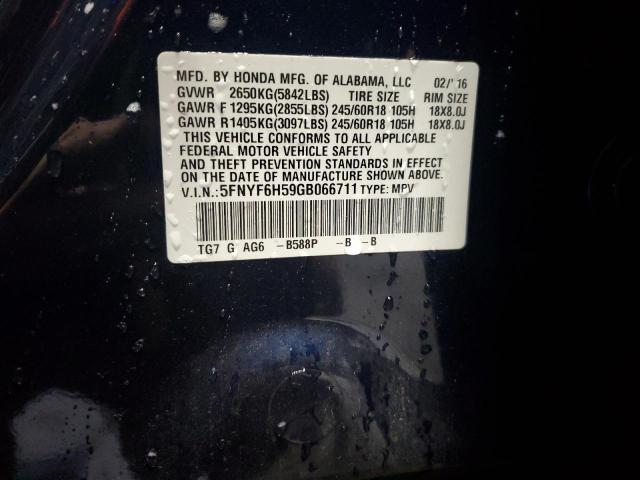 MFD. BY HONDA MFG. OF ALABAMA, LLC 02/'16
GVWR 2650KG(5842LBS) TIRE SIZE RIM SIZE
GAWR F1295KG(2855LBS) 245/60R18 105H 18X8.0J
GAWR R1405KG(3097LBS) 245/60R18 105H 18X8.0J
THIS VEHICLE CONFORMS TO ALL APPLICABLE
FEDERAL MOTOR VEHICLE SAFETY
AND THEFT PREVENTION STANDARDS IN EFFECT
ON THE DATE OF MANUFACTURE SHOWN ABOVE.
V.I.N.:5FNYF6H59GB066711 TYPE: MPV
TG7 G AG6 -B588P --B -B